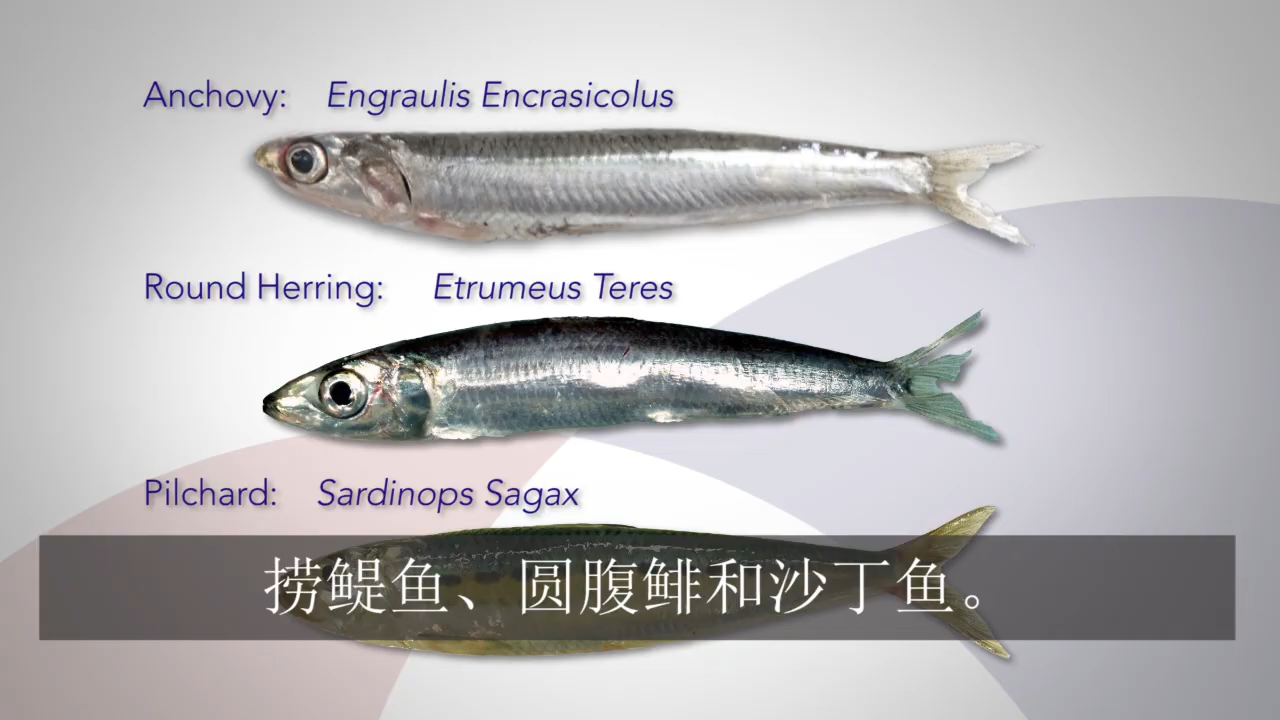 Anchovy: Engraulis Encrasicolus
Round Herring: Etrumeus Teres
Pilchard: Sardinops Sagax
捞鳀鱼、圆腹鲱和沙丁鱼。